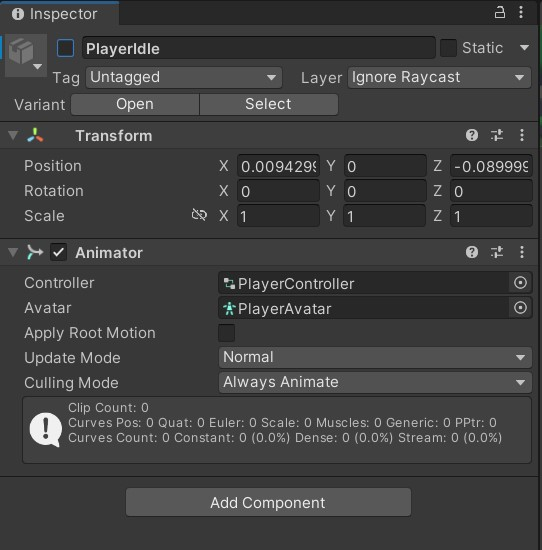 Inspector
PlayerIdle Static
Tag Untagged Layer Ignore Raycast
Variant Open Select
Transform
Position X 0.0094299 Y 0 Z -0.089999
Rotation X 0 Y 0 Z 0
Scale X 1 Y 1 Z 1
Animator
Controller PlayerController
Avatar PlayerAvatar
Apply Root Motion
Update Mode Normal
Culling Mode Always Animate
Clip Count: 0
Curves Pos: 0 Quat: 0 Euler: 0 Scale: 0 Muscles: 0 Generic: 0 PPtr: 0
Curves Count: 0 Constant: 0 (0.0%) Dense: 0 (0.0%) Stream: 0 (0.0%)
Add Component